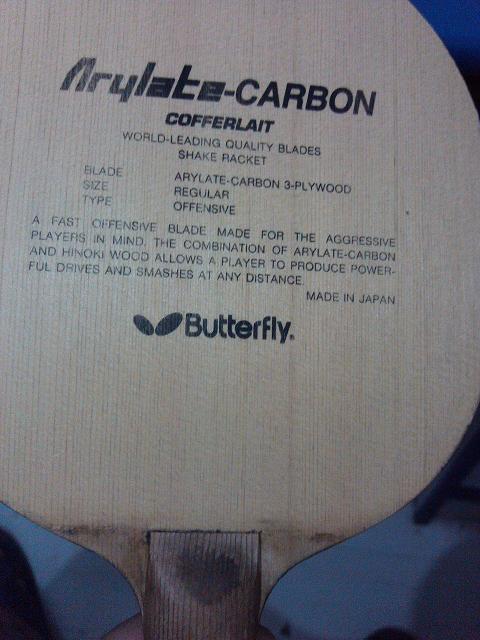 Arylate-CARBON
COFFERLAIT
WORLD-LEADING QUALITY BLADES
SHAKE RACKET
BLADE ARYLATE-CARBON 3-PLYWOOD
SIZE REGULAR
TYPE OFFENSIVE
A FAST OFFENSIVE BLADE MADE FOR THE AGGRESSIVE
PLAYERS IN MIND. THE COMBINATION OF ARYLATE-CARBON
AND HINOKI WOOD ALLOWS A PLAYER TO PRODUCE POWER-
FUL DRIVES AND SMASHES AT ANY DISTANCE.
MADE IN JAPAN
Butterfly.